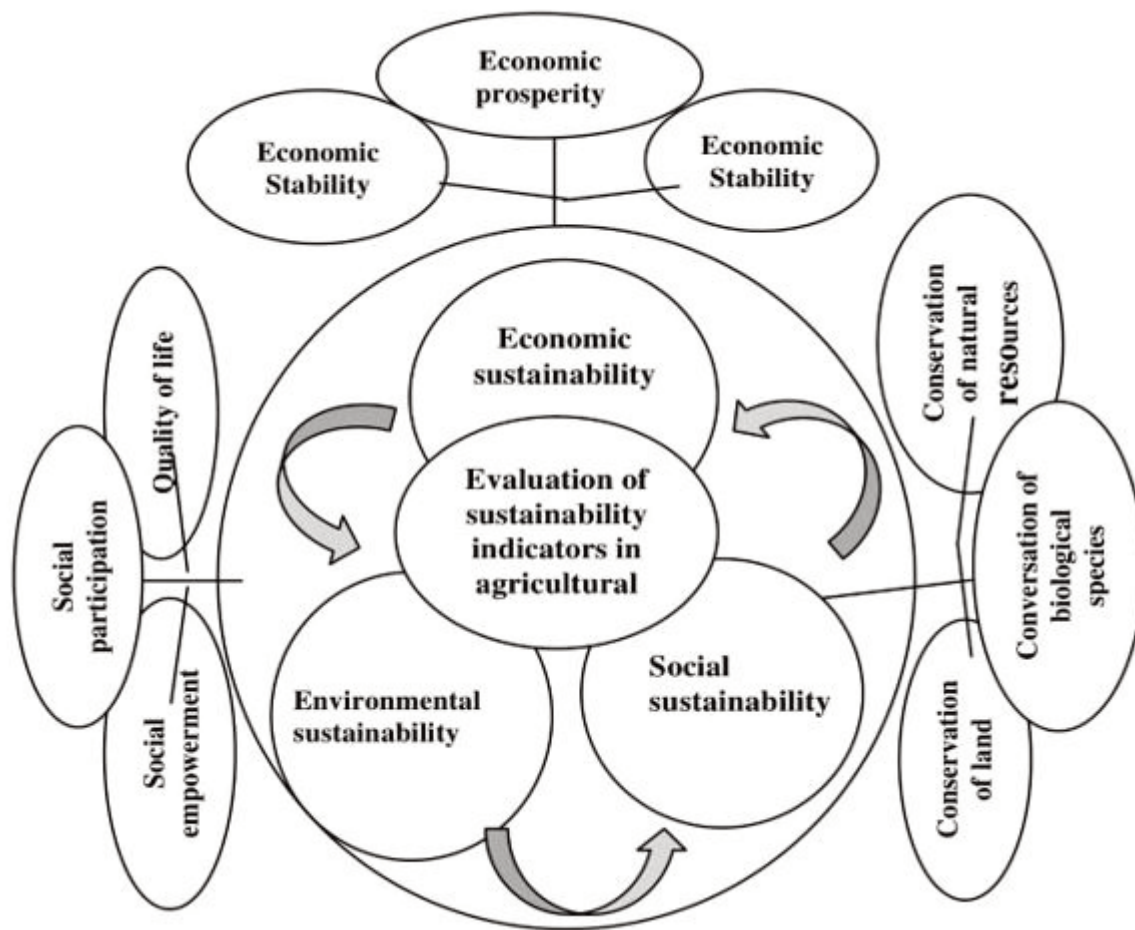 Economic
prosperity
Economic
Stability
Economic
Stability
Quality of life
Social
participation
Social
empowerment
Economic
sustainability
Evaluation of
sustainability
indicators in
agricultural
Environmental
sustainability
Social
sustainability
Conservation
of natural
resources
Conversation of
biological
species
Conservation
of land